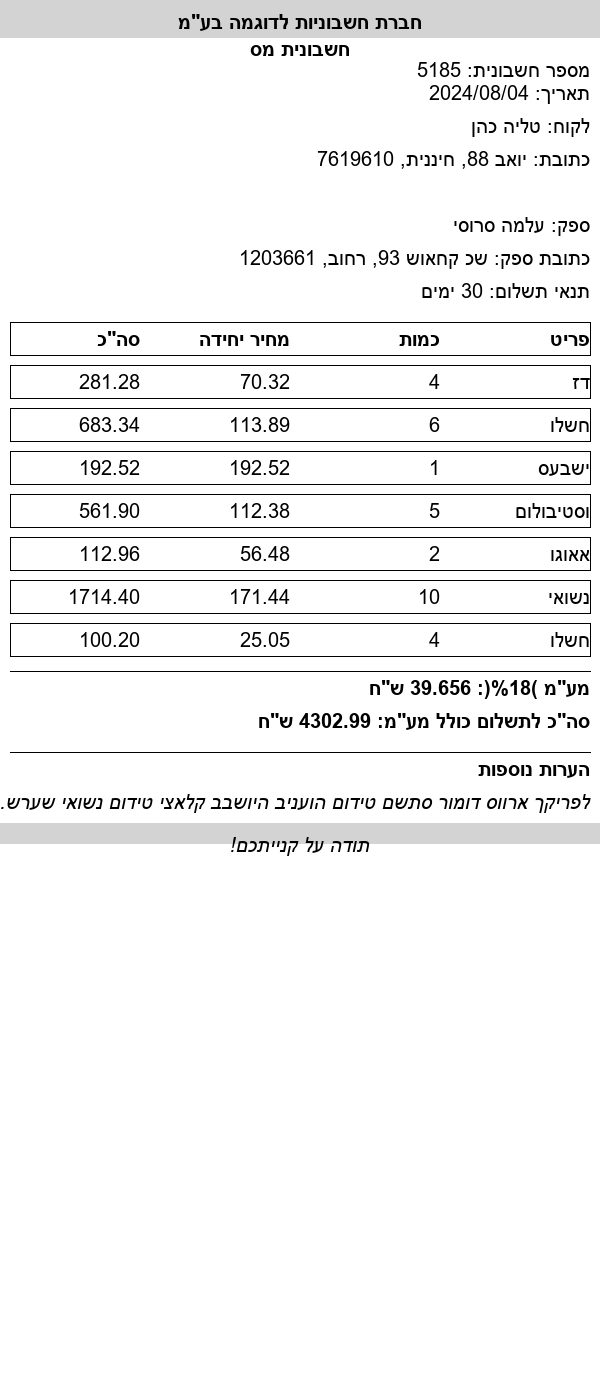 חברת חשבוניות לדוגמה בע"מ
חשבונית מס
מספר חשבונית: 5185
תאריך: 2024/08/04
לקוח: טליה כהן
כתובת: יואב 88, חיננית, 7619610
ספק: עלמה סרוסי
כתובת ספק: שכ קחאוש 93, רחוב, 1203661
תנאי תשלום: 30 ימים
פריט כמות מחיר יחידה סה"כ
דז 4 70.32 281.28
חשלו 6 113.89 683.34
ישבעס 1 192.52 192.52
וסטיבולום 5 112.38 561.90
אאוגו 2 56.48 112.96
נשואי 10 171.44 1714.40
חשלו 4 25.05 100.20
מע"מ )18%(: 39.656 ש"ח
סה"כ לתשלום כולל מע"מ: 4302.99 ש"ח
הערות נוספות
לפריקך ארווס דומור סתשם טידום הועניב היושבב קלאצי טידום נשואי שערש.
תודה על קנייתכם!